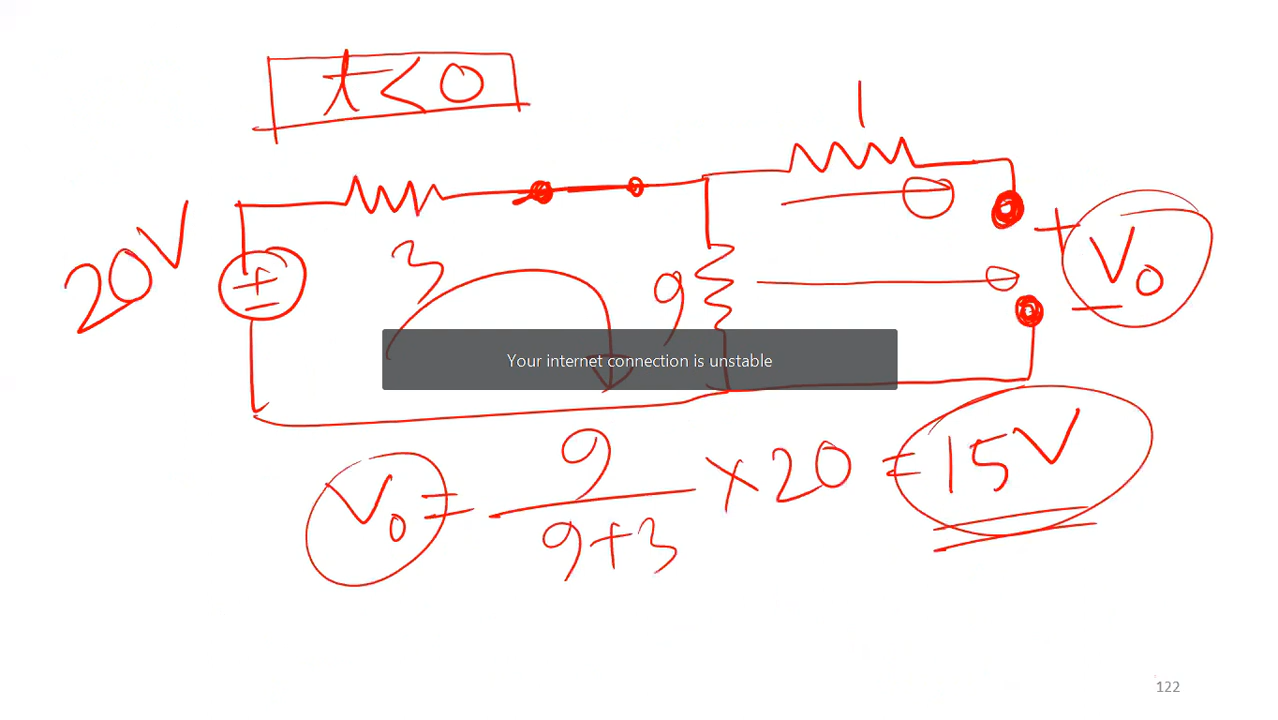 t<0
1
20V
+
3
9
+
V₀
−
Your internet connection is unstable
V₀ = 9/(9+3) × 20 = 15V
122